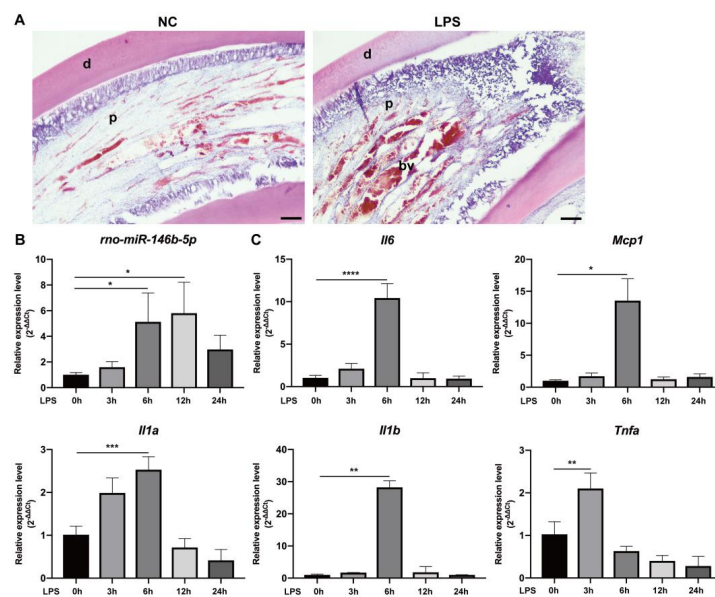 A
NC
LPS
d
p
d
p
bv
B
rno-miR-146b-5p
Relative expression level
(2^-ΔΔCt)
10
8
6
4
2
0
*
*
LPS 0h 3h 6h 12h 24h
C
Il6
Relative expression level
(2^-ΔΔCt)
15
10
5
0
****
LPS 0h 3h 6h 12h 24h
Mcp1
Relative expression level
(2^-ΔΔCt)
20
15
10
5
0
*
LPS 0h 3h 6h 12h 24h
Il1a
Relative expression level
(2^-ΔΔCt)
3
2
1
0
***
LPS 0h 3h 6h 12h 24h
Il1b
Relative expression level
(2^-ΔΔCt)
40
30
20
10
0
**
LPS 0h 3h 6h 12h 24h
Tnfa
Relative expression level
(2^-ΔΔCt)
3
2
1
0
**
LPS 0h 3h 6h 12h 24h